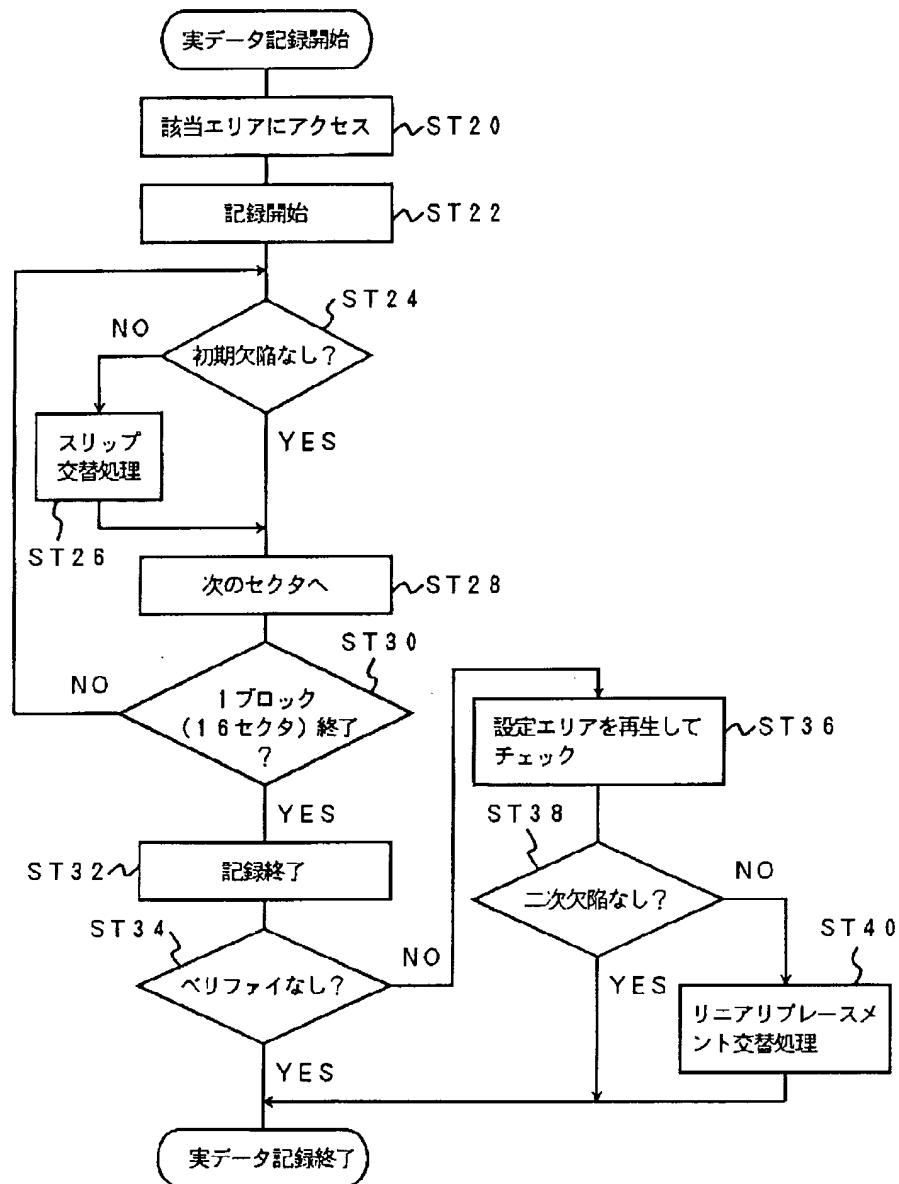 実データ記録開始
該当エリアにアクセス
ST20
記録開始
ST22
ST24
NO
初期欠陥なし?
YES
スリップ
交替処理
ST26
次のセクタへ
ST28
ST30
NO
1ブロック
(16セクタ)終了
?
YES
ST32
記録終了
ST34
ベリファイなし?
NO
YES
設定エリアを再生して
チェック
ST36
ST38
二次欠陥なし?
NO
YES
ST40
リニアリプレースメ
ント交替処理
実データ記録終了